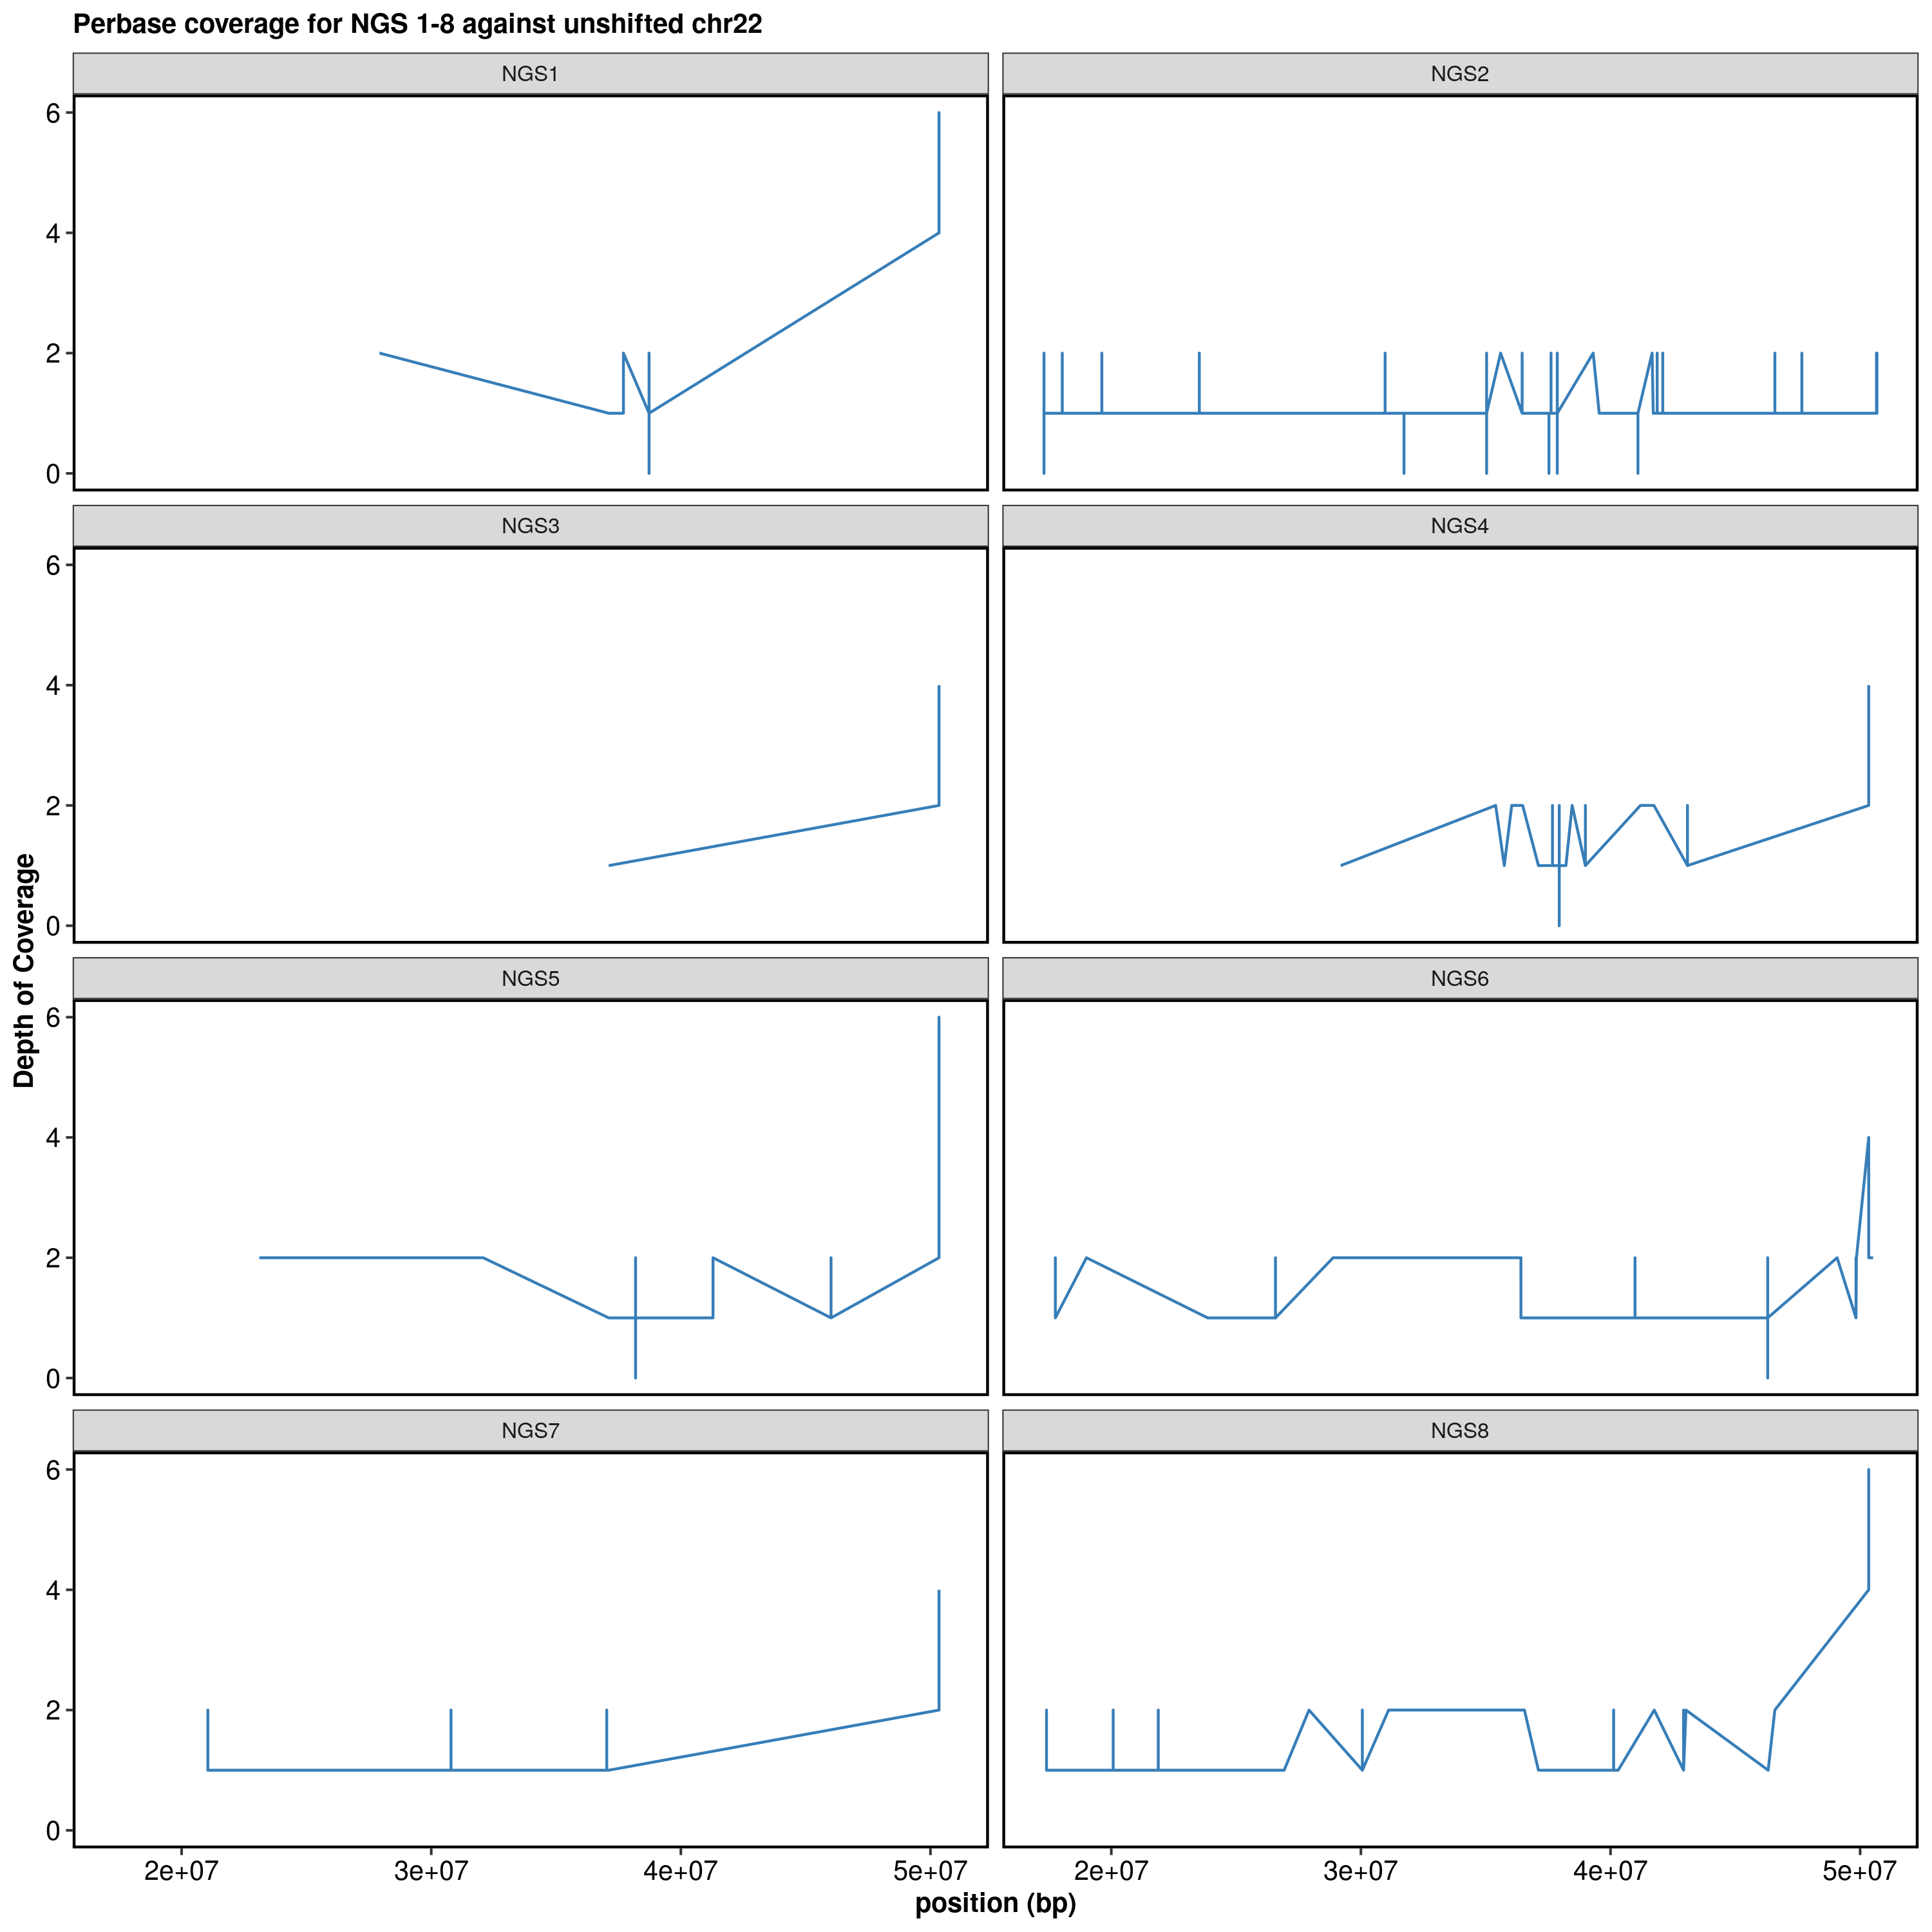 Perbase coverage for NGS 1-8 against unshifted chr22
NGS1
NGS2
6
4
2
0
NGS3
NGS4
6
4
2
0
Depth of Coverage
NGS5
NGS6
6
4
2
0
NGS7
NGS8
6
4
2
0
2e+07 3e+07 4e+07 5e+07
2e+07 3e+07 4e+07 5e+07
position (bp)